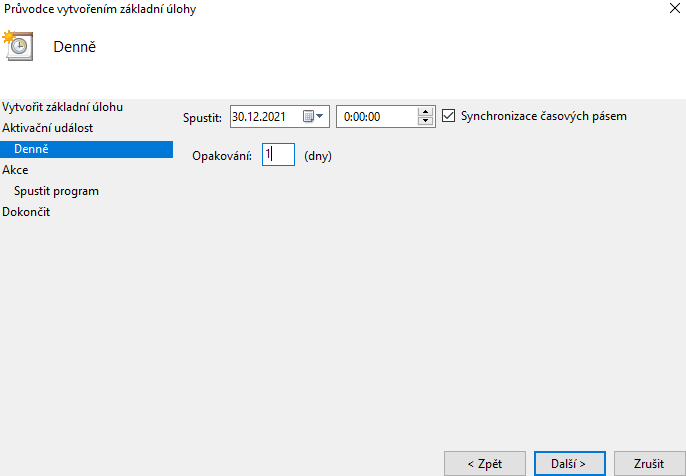 Průvodce vytvořením základní úlohy
Denně
Vytvořit základní úlohu
Aktivační událost
Denně
Akce
Spustit program
Dokončit
Spustit: 30.12.2021 0:00:00 Synchronizace časových pásem
Opakování: 1 (dny)
< Zpět Další > Zrušit